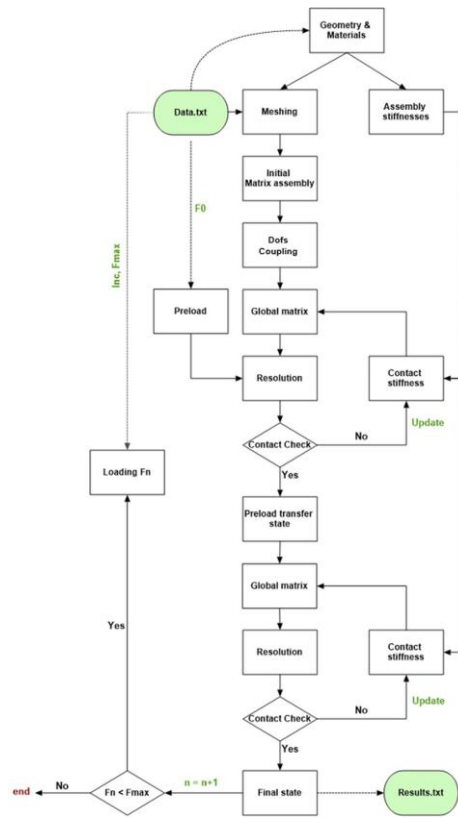 Geometry &
Materials
Data.txt
Meshing
Assembly
stiffnesses
Initial
Matrix assembly
F0
Inc, Fmax
Dofs
Coupling
Preload
Global matrix
Resolution
Contact
stiffness
Update
Contact Check
No
Yes
Loading Fn
Preload transfer
state
Global matrix
Yes
Resolution
Contact
stiffness
Update
Contact Check
No
Yes
end
No
Fn < Fmax
n = n+1
Final state
Results.txt